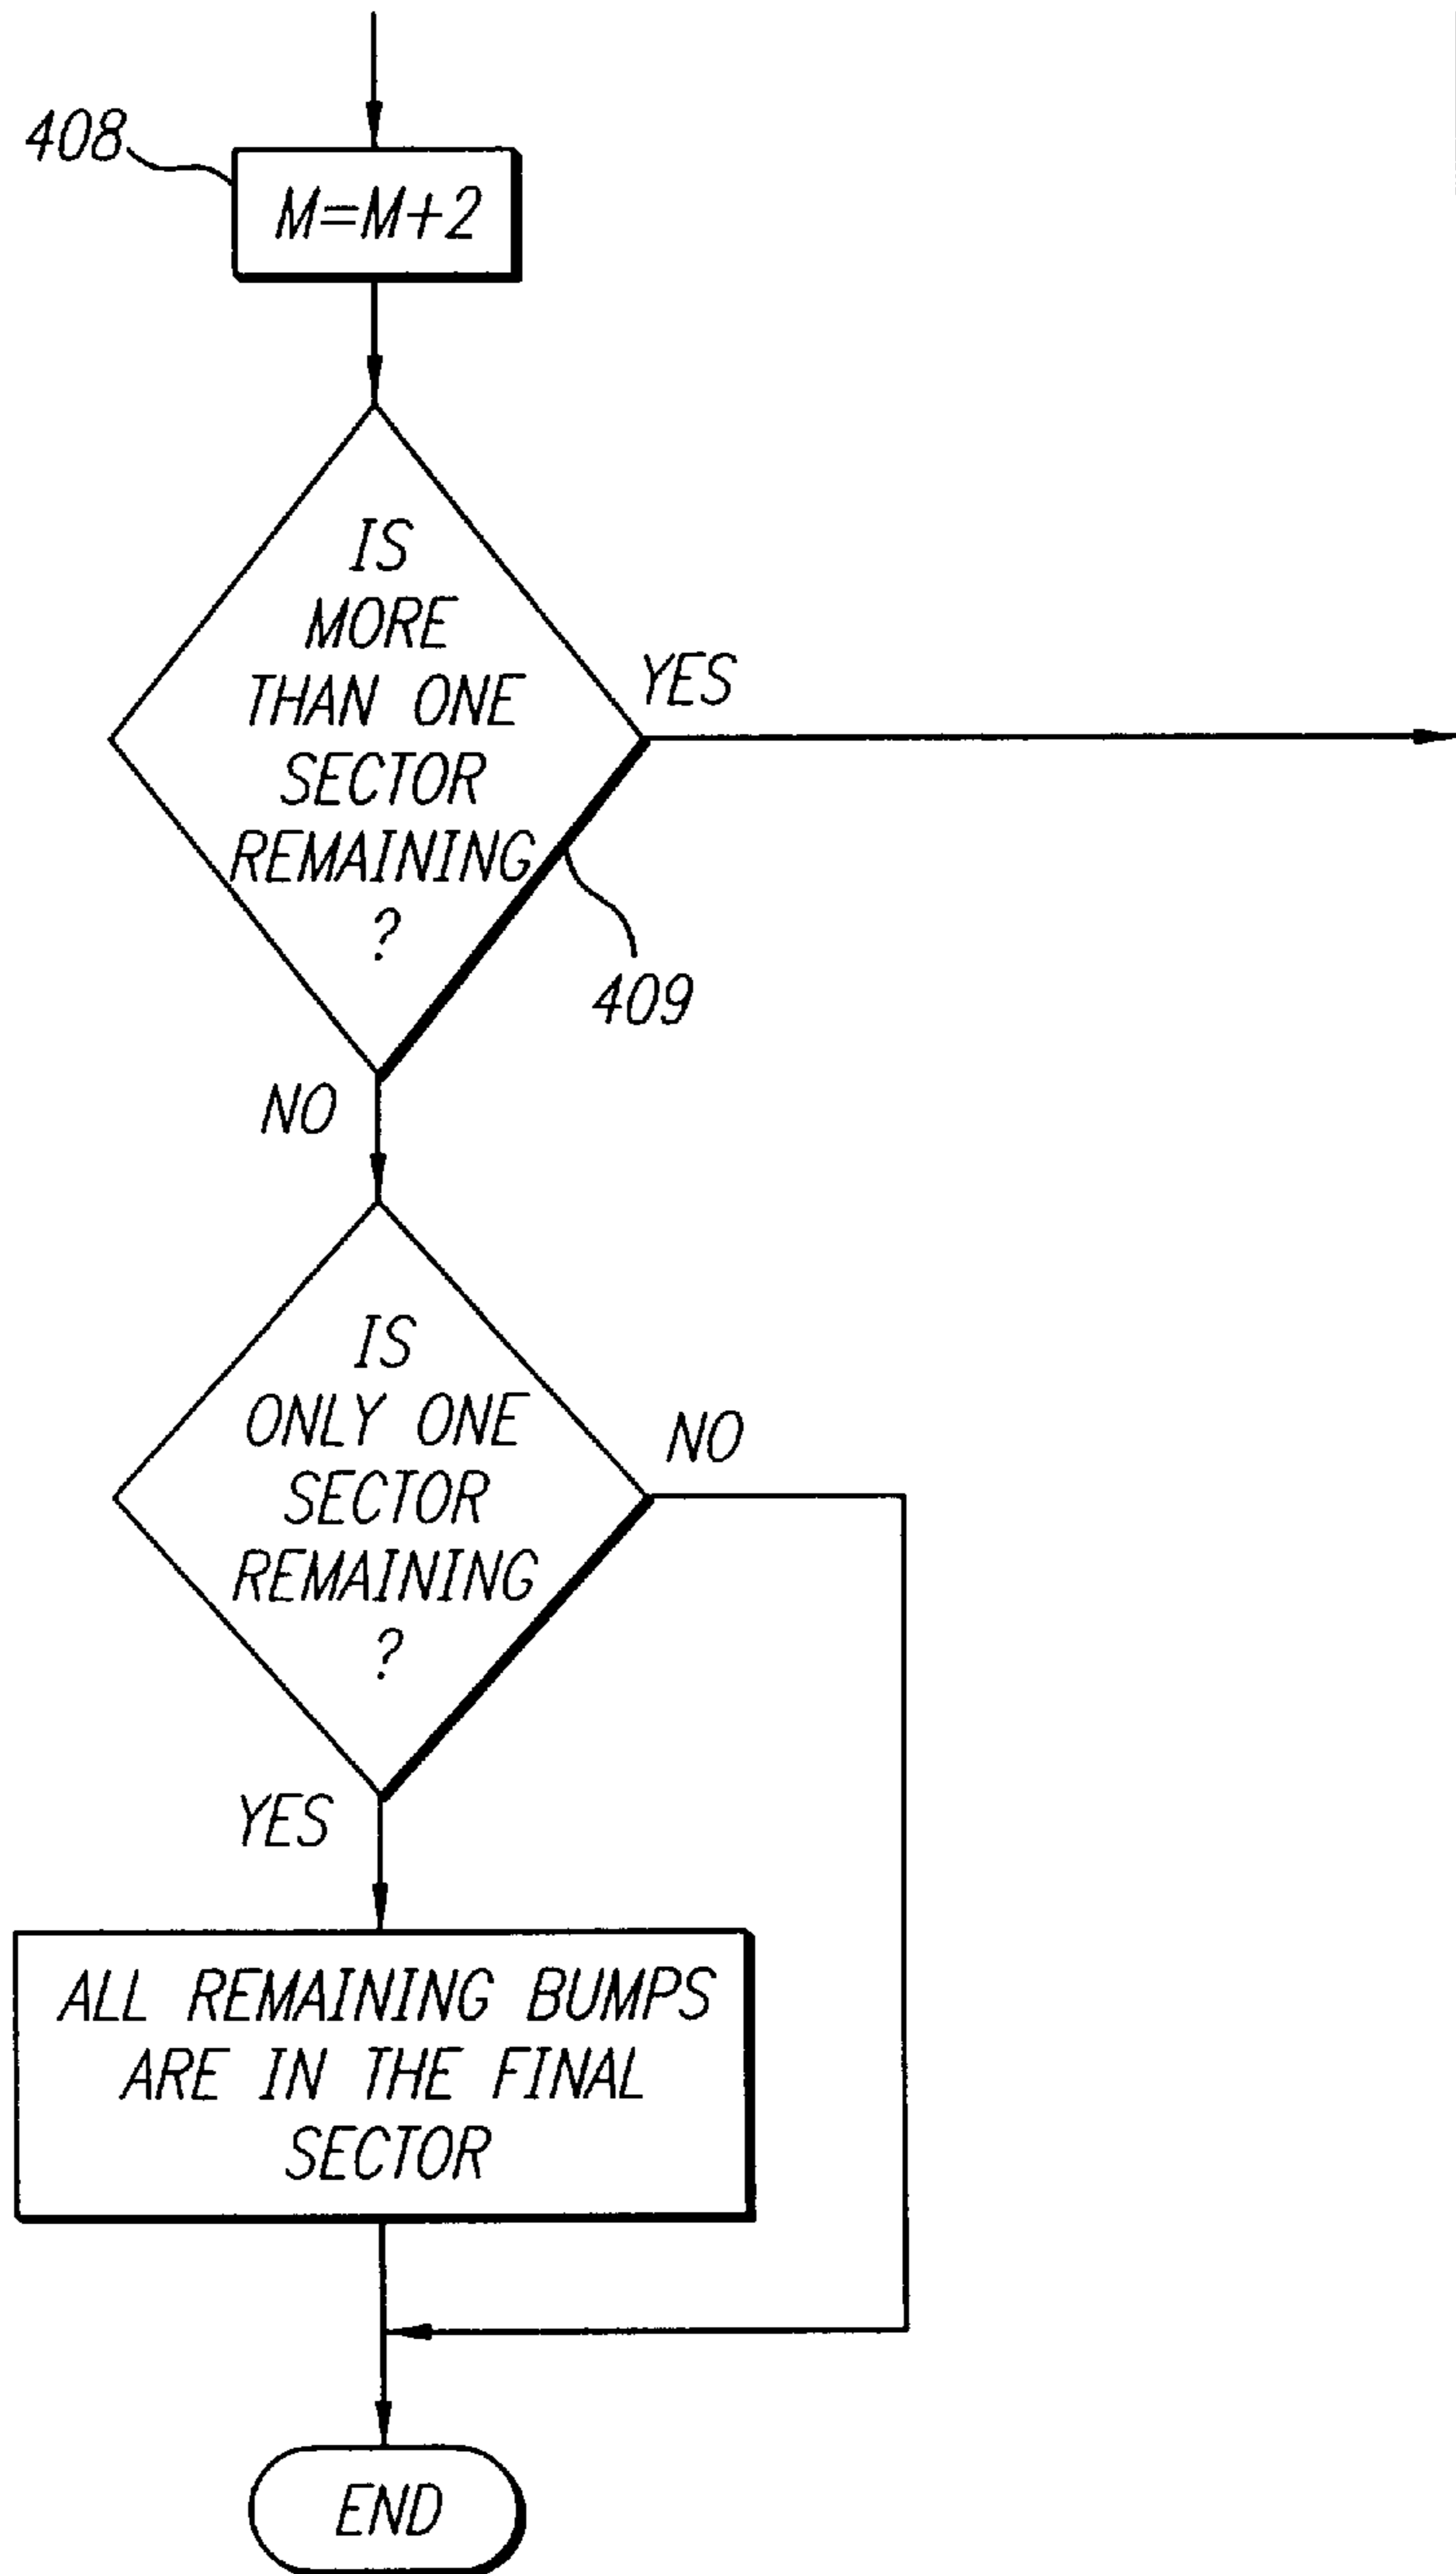 408
M=M+2
IS
MORE
THAN ONE
SECTOR
REMAINING
?
YES
409
NO
IS
ONLY ONE
SECTOR
REMAINING
?
NO
YES
ALL REMAINING BUMPS
ARE IN THE FINAL
SECTOR
END